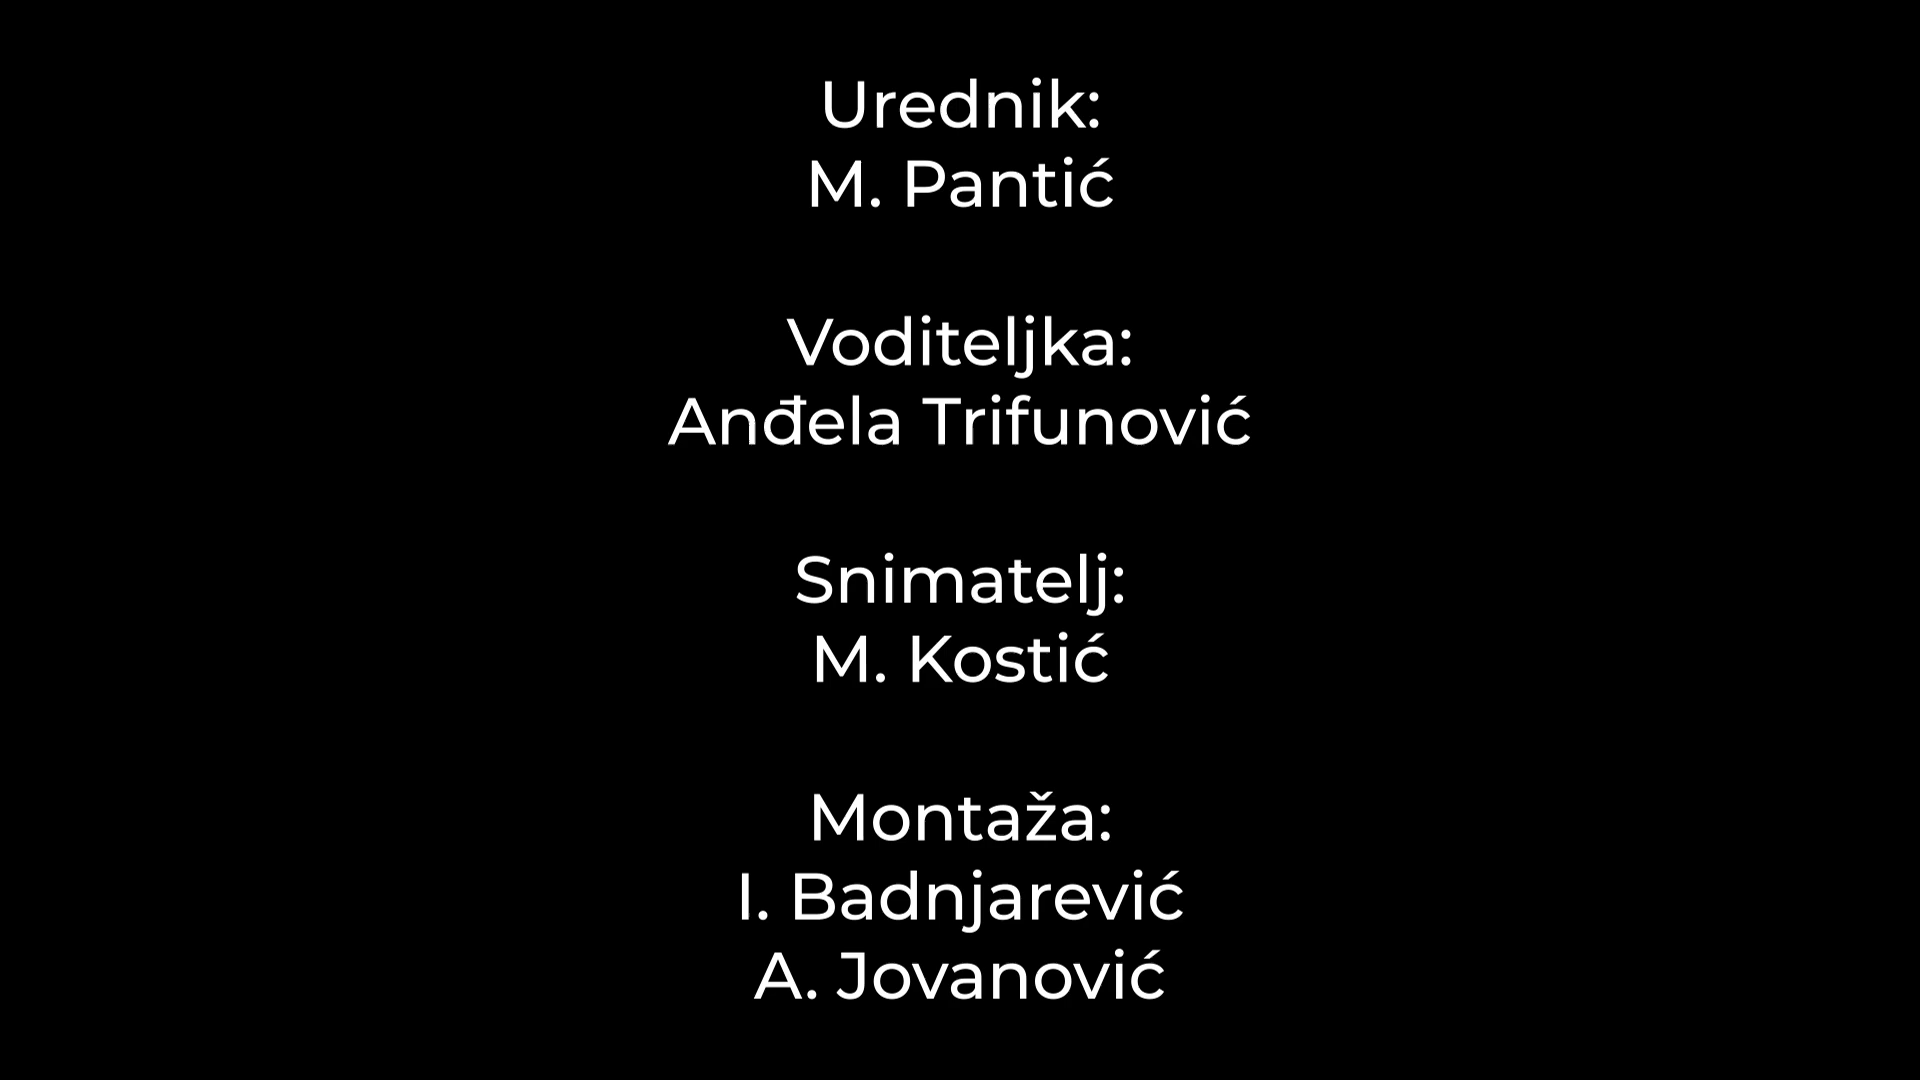 Urednik:
M. Pantić
Voditeljka:
Anđela Trifunović
Snimatelj:
M. Kostić
Montaža:
I. Badnjarević
A. Jovanović